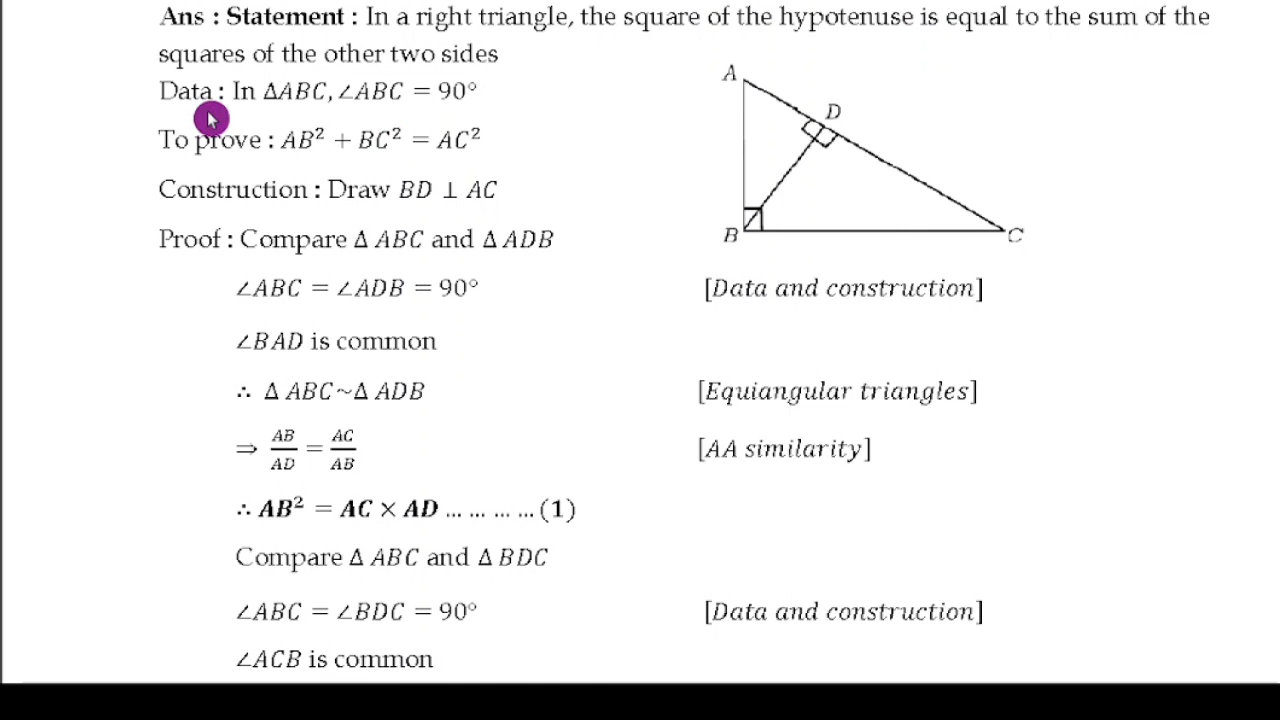 Ans : Statement : In a right triangle, the square of the hypotenuse is equal to the sum of the
squares of the other two sides
Data : In ΔABC, ∠ABC = 90°
To prove : AB² + BC² = AC²
Construction : Draw BD ⊥ AC
Proof : Compare Δ ABC and Δ ADB
A
D
B
C
∠ABC = ∠ADB = 90° [Data and construction]
∠BAD is common
∴ Δ ABC~Δ ADB [Equiangular triangles]
⇒ AB/AD = AC/AB [AA similarity]
∴ AB² = AC × AD … … … … (1)
Compare Δ ABC and Δ BDC
∠ABC = ∠BDC = 90° [Data and construction]
∠ACB is common